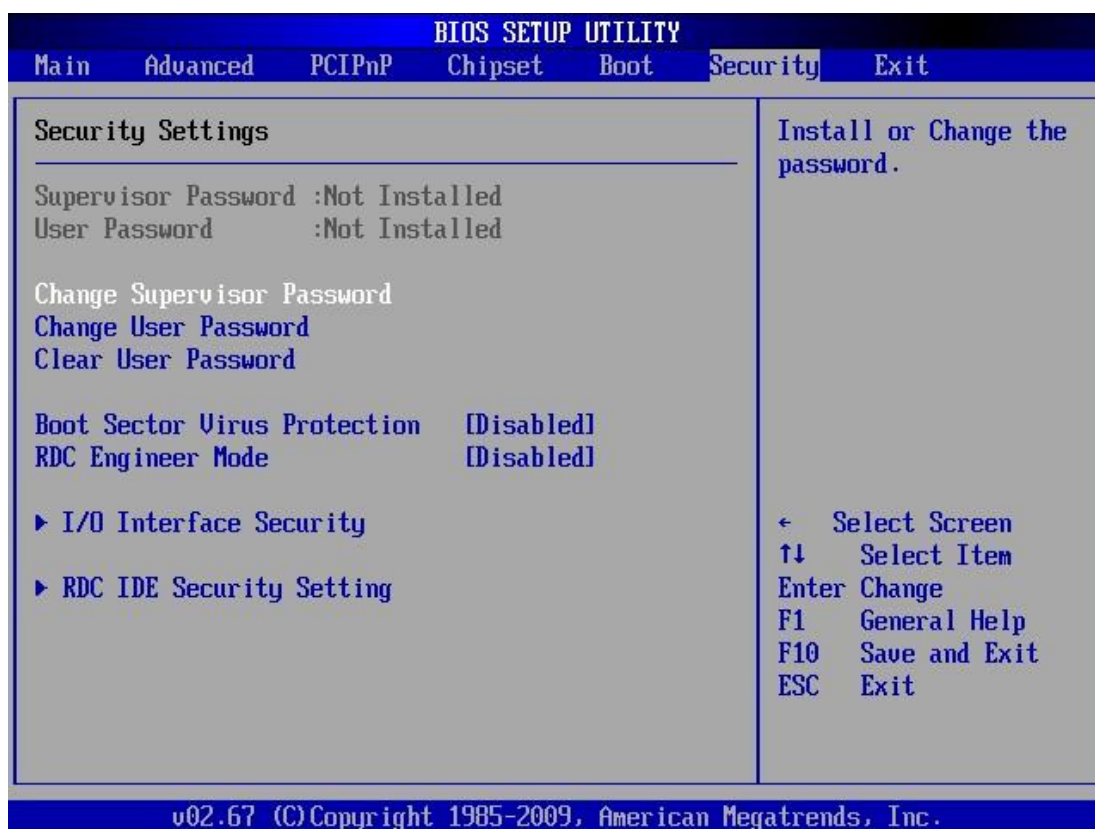 BIOS SETUP UTILITY
Main Advanced PCIPnP Chipset Boot Security Exit
Security Settings
Supervisor Password :Not Installed
User Password :Not Installed
Change Supervisor Password
Change User Password
Clear User Password
Boot Sector Virus Protection [Disabled]
RDC Engineer Mode [Disabled]
▶ I/O Interface Security
▶ RDC IDE Security Setting
Install or Change the
password.
← Select Screen
↑↓ Select Item
Enter Change
F1 General Help
F10 Save and Exit
ESC Exit
v02.67 (C)Copyright 1985-2009, American Megatrends, Inc.